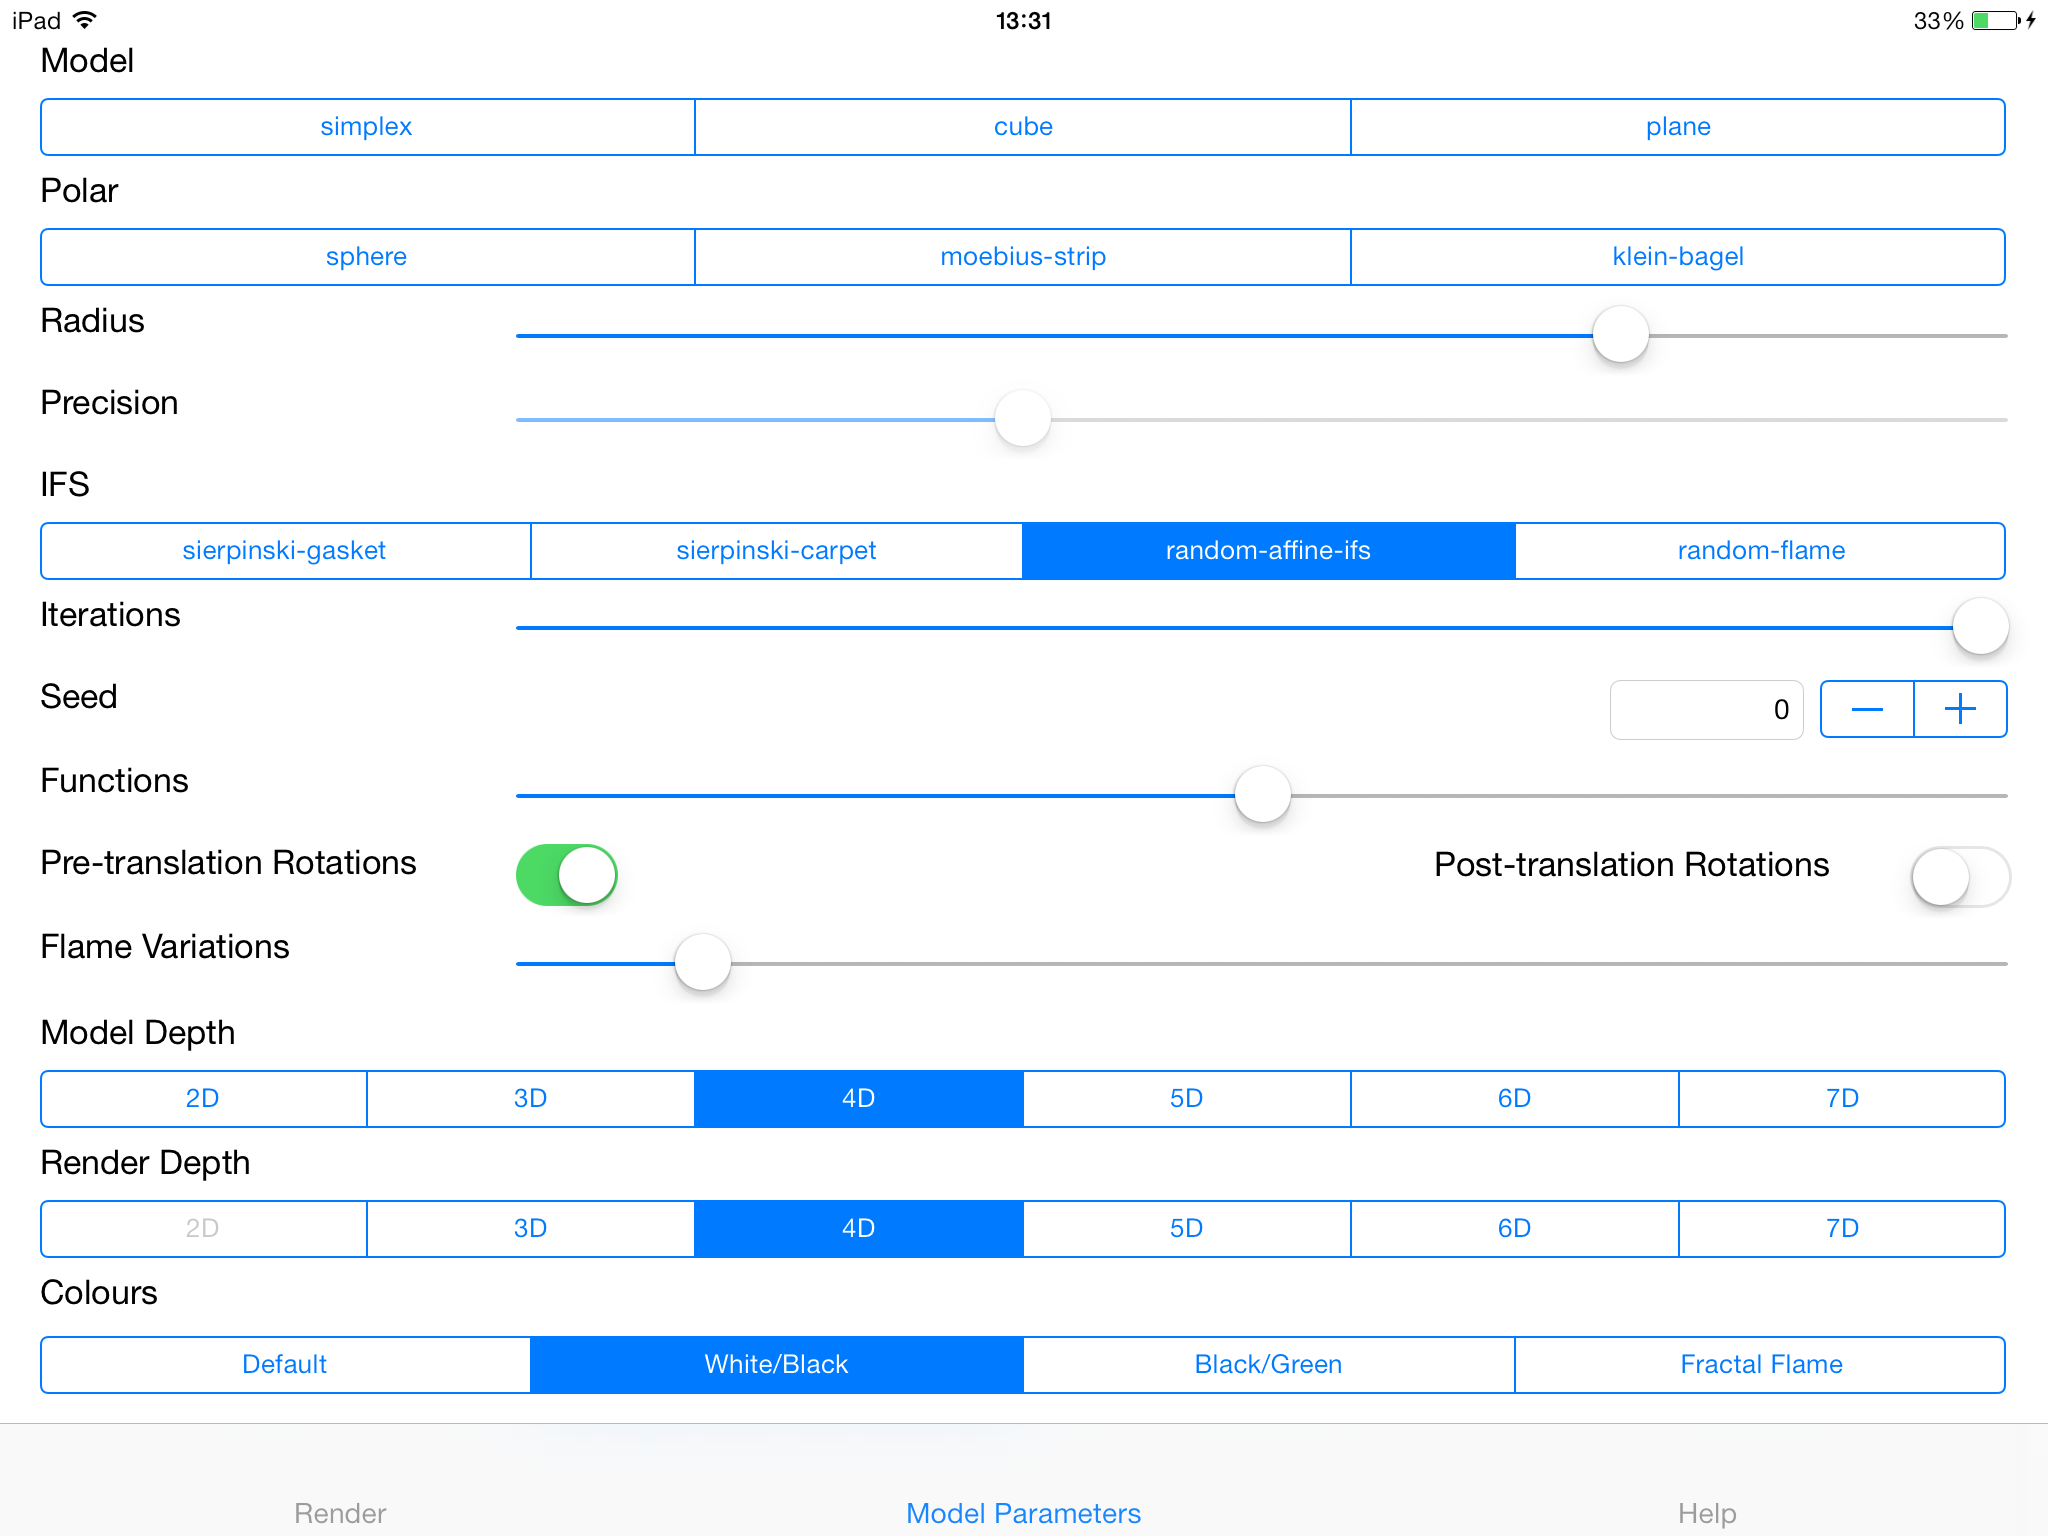 iPad 13:31 33%
Model
simplex cube plane
Polar
sphere moebius-strip klein-bagel
Radius
Precision
IFS
sierpinski-gasket sierpinski-carpet random-affine-ifs random-flame
Iterations
Seed 0
Functions
Pre-translation Rotations Post-translation Rotations
Flame Variations
Model Depth
2D 3D 4D 5D 6D 7D
Render Depth
2D 3D 4D 5D 6D 7D
Colours
Default White/Black Black/Green Fractal Flame
Render Model Parameters Help